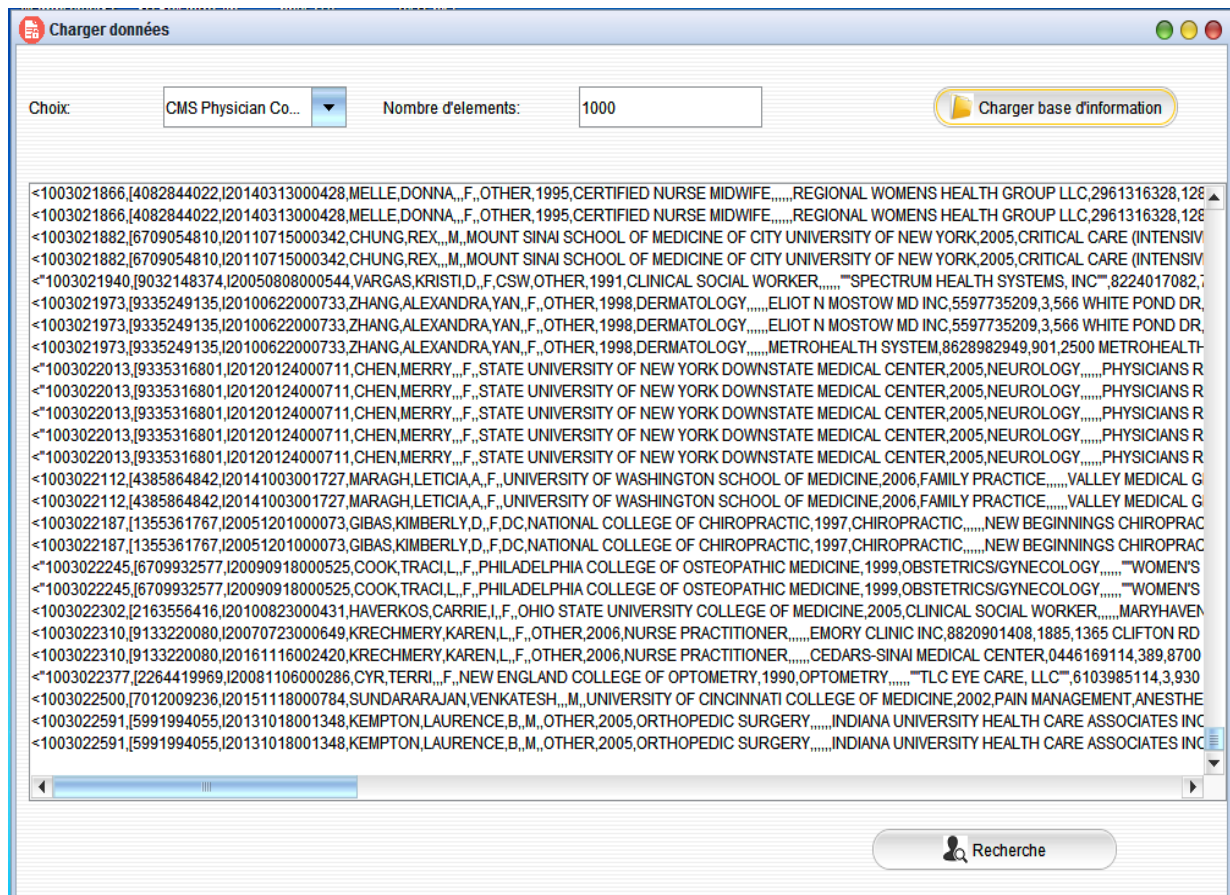 Charger données
Choix: CMS Physician Co... Nombre d'elements: 1000 Charger base d'information
<1003021866,[4082844022,I20140313000428,MELLE,DONNA,,,F,,OTHER,1995,CERTIFIED NURSE MIDWIFE,,,,,,REGIONAL WOMENS HEALTH GROUP LLC,2961316328,128
<1003021866,[4082844022,I20140313000428,MELLE,DONNA,,,F,,OTHER,1995,CERTIFIED NURSE MIDWIFE,,,,,,REGIONAL WOMENS HEALTH GROUP LLC,2961316328,128
<1003021882,[6709054810,I20110715000342,CHUNG,REX,,,M,,MOUNT SINAI SCHOOL OF MEDICINE OF CITY UNIVERSITY OF NEW YORK,2005,CRITICAL CARE (INTENSIV
<1003021882,[6709054810,I20110715000342,CHUNG,REX,,,M,,MOUNT SINAI SCHOOL OF MEDICINE OF CITY UNIVERSITY OF NEW YORK,2005,CRITICAL CARE (INTENSIV
<"1003021940,[9032148374,I20050808000544,VARGAS,KRISTI,D,,F,CSW,OTHER,1991,CLINICAL SOCIAL WORKER,,,,,,""SPECTRUM HEALTH SYSTEMS, INC"",8224017082,7
<1003021973,[9335249135,I20100622000733,ZHANG,ALEXANDRA,YAN,,F,,OTHER,1998,DERMATOLOGY,,,,,,ELIOT N MOSTOW MD INC,5597735209,3,566 WHITE POND DR,
<1003021973,[9335249135,I20100622000733,ZHANG,ALEXANDRA,YAN,,F,,OTHER,1998,DERMATOLOGY,,,,,,ELIOT N MOSTOW MD INC,5597735209,3,566 WHITE POND DR,
<1003021973,[9335249135,I20100622000733,ZHANG,ALEXANDRA,YAN,,F,,OTHER,1998,DERMATOLOGY,,,,,,METROHEALTH SYSTEM,8628982949,901,2500 METROHEALTH
<"1003022013,[9335316801,I20120124000711,CHEN,MERRY,,,F,,STATE UNIVERSITY OF NEW YORK DOWNSTATE MEDICAL CENTER,2005,NEUROLOGY,,,,,,PHYSICIANS R
<"1003022013,[9335316801,I20120124000711,CHEN,MERRY,,,F,,STATE UNIVERSITY OF NEW YORK DOWNSTATE MEDICAL CENTER,2005,NEUROLOGY,,,,,,PHYSICIANS R
<"1003022013,[9335316801,I20120124000711,CHEN,MERRY,,,F,,STATE UNIVERSITY OF NEW YORK DOWNSTATE MEDICAL CENTER,2005,NEUROLOGY,,,,,,PHYSICIANS R
<"1003022013,[9335316801,I20120124000711,CHEN,MERRY,,,F,,STATE UNIVERSITY OF NEW YORK DOWNSTATE MEDICAL CENTER,2005,NEUROLOGY,,,,,,PHYSICIANS R
<"1003022013,[9335316801,I20120124000711,CHEN,MERRY,,,F,,STATE UNIVERSITY OF NEW YORK DOWNSTATE MEDICAL CENTER,2005,NEUROLOGY,,,,,,PHYSICIANS R
<1003022112,[4385864842,I20141003001727,MARAGH,LETICIA,A,,F,,UNIVERSITY OF WASHINGTON SCHOOL OF MEDICINE,2006,FAMILY PRACTICE,,,,,,VALLEY MEDICAL G
<1003022112,[4385864842,I20141003001727,MARAGH,LETICIA,A,,F,,UNIVERSITY OF WASHINGTON SCHOOL OF MEDICINE,2006,FAMILY PRACTICE,,,,,,VALLEY MEDICAL G
<1003022187,[1355361767,I20051201000073,GIBAS,KIMBERLY,D,,F,DC,NATIONAL COLLEGE OF CHIROPRACTIC,1997,CHIROPRACTIC,,,,,,NEW BEGINNINGS CHIROPRAC
<1003022187,[1355361767,I20051201000073,GIBAS,KIMBERLY,D,,F,DC,NATIONAL COLLEGE OF CHIROPRACTIC,1997,CHIROPRACTIC,,,,,,NEW BEGINNINGS CHIROPRAC
<"1003022245,[6709932577,I20090918000525,COOK,TRACI,L,,F,,PHILADELPHIA COLLEGE OF OSTEOPATHIC MEDICINE,1999,OBSTETRICS/GYNECOLOGY,,,,,,""WOMEN'S
<"1003022245,[6709932577,I20090918000525,COOK,TRACI,L,,F,,PHILADELPHIA COLLEGE OF OSTEOPATHIC MEDICINE,1999,OBSTETRICS/GYNECOLOGY,,,,,,""WOMEN'S
<1003022302,[2163556416,I20100823000431,HAVERKOS,CARRIE,I,,F,,OHIO STATE UNIVERSITY COLLEGE OF MEDICINE,2005,CLINICAL SOCIAL WORKER,,,,,,MARYHAVEN
<1003022310,[9133220080,I20070723000649,KRECHMERY,KAREN,L,,F,,OTHER,2006,NURSE PRACTITIONER,,,,,,EMORY CLINIC INC,8820901408,1885,1365 CLIFTON RD
<1003022310,[9133220080,I20161116002420,KRECHMERY,KAREN,L,,F,,OTHER,2006,NURSE PRACTITIONER,,,,,,CEDARS-SINAI MEDICAL CENTER,0446169114,389,8700
<"1003022377,[2264419969,I20081106000286,CYR,TERRI,,,F,,NEW ENGLAND COLLEGE OF OPTOMETRY,1990,OPTOMETRY,,,,,,""TLC EYE CARE, LLC"",6103985114,3,930
<1003022500,[7012009236,I20151118000784,SUNDARARAJAN,VENKATESH,,,M,,UNIVERSITY OF CINCINNATI COLLEGE OF MEDICINE,2002,PAIN MANAGEMENT,ANESTHE
<1003022591,[5991994055,I20131018001348,KEMPTON,LAURENCE,B,,M,,OTHER,2005,ORTHOPEDIC SURGERY,,,,,,INDIANA UNIVERSITY HEALTH CARE ASSOCIATES INC
<1003022591,[5991994055,I20131018001348,KEMPTON,LAURENCE,B,,M,,OTHER,2005,ORTHOPEDIC SURGERY,,,,,,INDIANA UNIVERSITY HEALTH CARE ASSOCIATES INC
Recherche